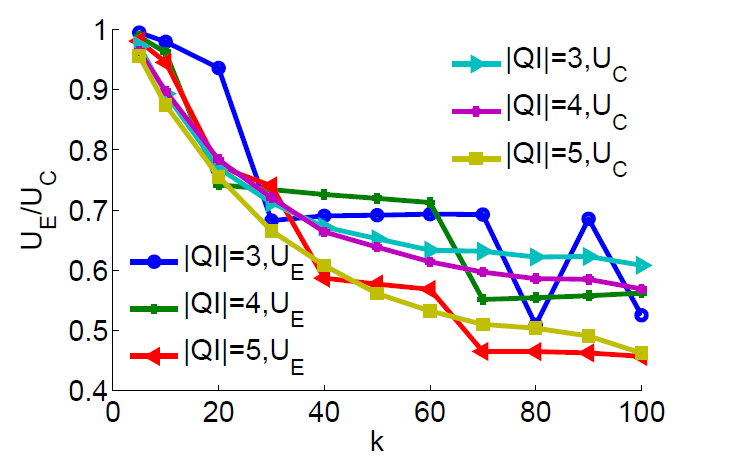 1
0.9
0.8
0.7
0.6
0.5
0.4
U_E/U_C
|QI|=3,U_C
|QI|=4,U_C
|QI|=5,U_C
|QI|=3,U_E
|QI|=4,U_E
|QI|=5,U_E
0 20 40 60 80 100
k